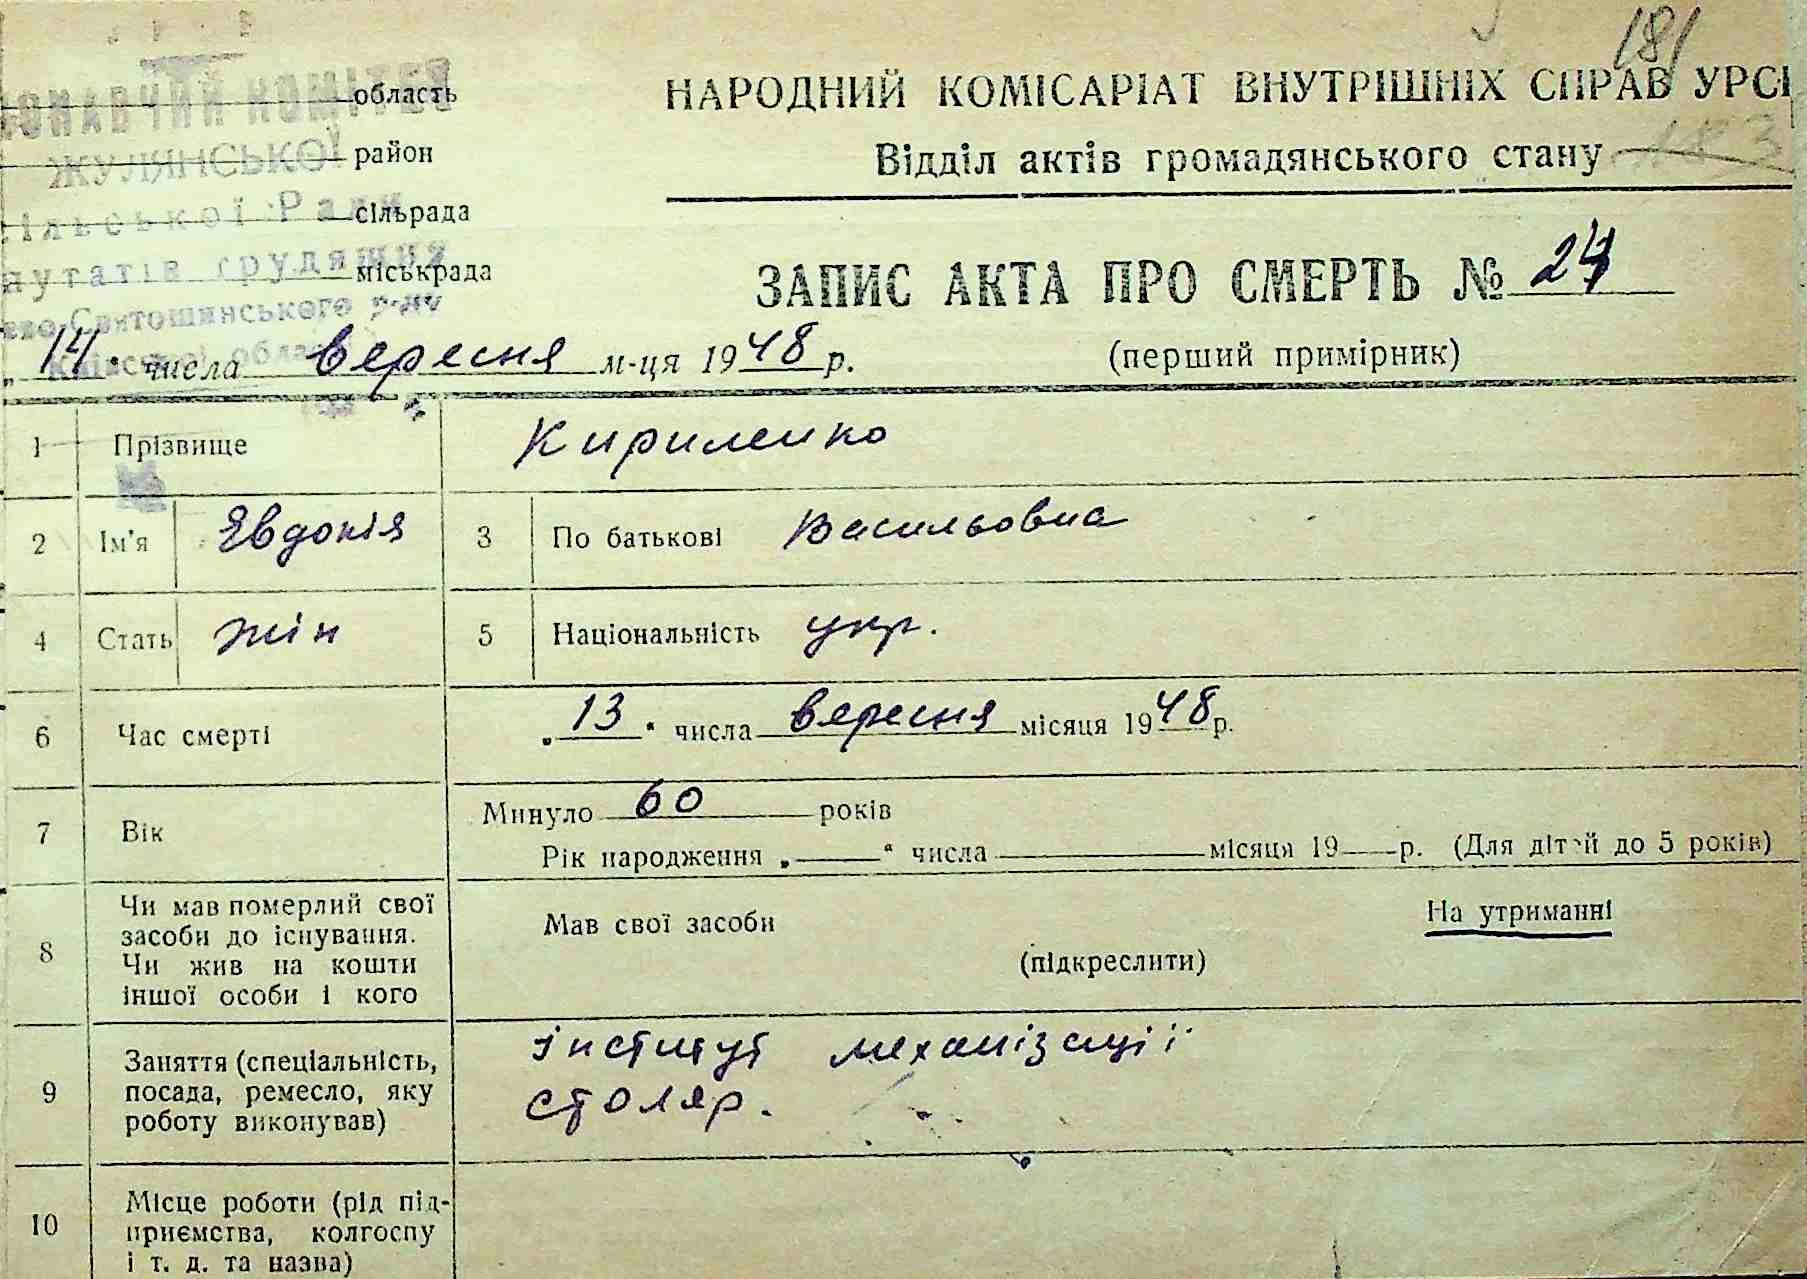 181
область
НАРОДНИЙ КОМІСАРІАТ ВНУТРІШНІХ СПРАВ УРСР
ЖУЛЯНСЬКОЇ
район
Відділ актів громадянського стану
сільрада
міськрада
ЗАПИС АКТА ПРО СМЕРТЬ № 24
„14" числа вересня м-ця 1948 р.
(перший примірник)
1 Прізвище Кириленко
2 Ім'я Явдокія 3 По батькові Васильовна
4 Стать жін 5 Національність укр.
6 Час смерті „13" числа вересня місяця 1948 р.
7 Вік Минуло 60 років
Рік народження „ " числа місяця 19 р. (Для дітей до 5 років)
8 Чи мав померлий свої
засоби до існування.
Чи жив на кошти
іншої особи і кого
Мав свої засоби
На утриманні
(підкреслити)
9 Заняття (спеціальність,
посада, ремесло, яку
роботу виконував)
інститут механізації
столяр.
10 Місце роботи (рід під-
приємства, колгоспу
і т. д. та назва)